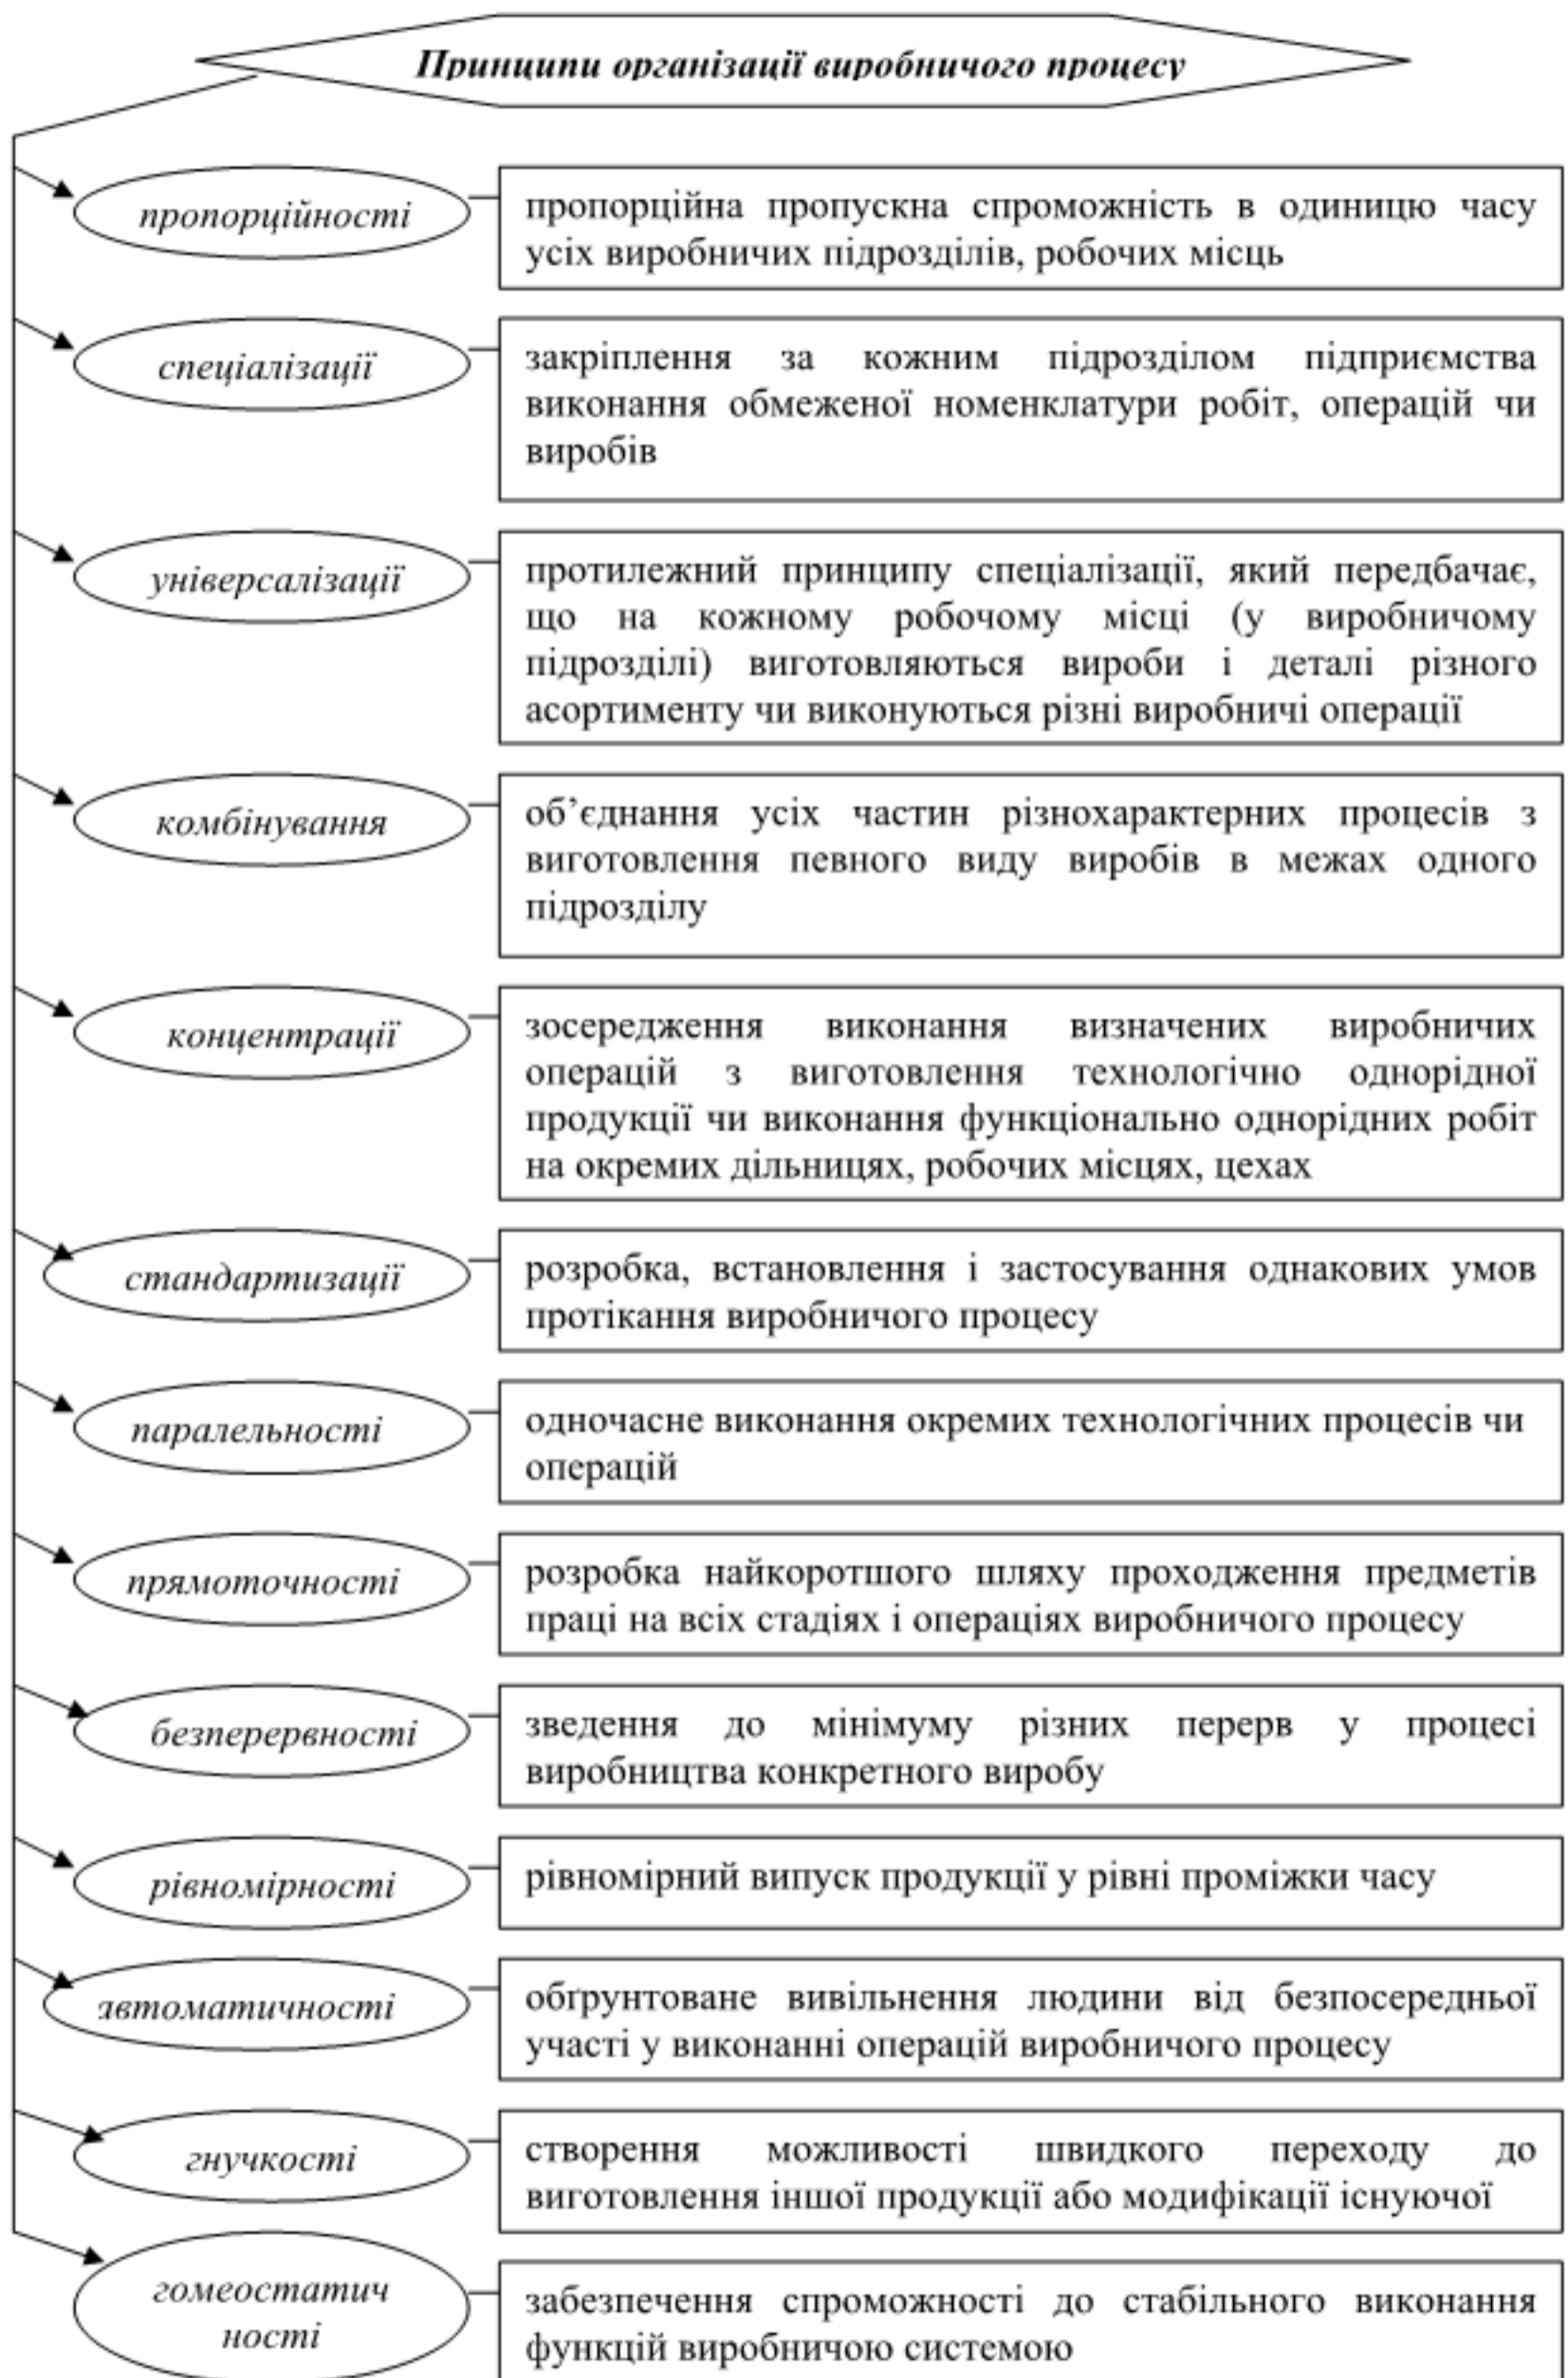 Принципи організації виробничого процесу
пропорційності
пропорційна пропускна спроможність в одиницю часу
усіх виробничих підрозділів, робочих місць
спеціалізації
закріплення за кожним підрозділом підприємства
виконання обмеженої номенклатури робіт, операцій чи
виробів
універсалізації
протилежний принципу спеціалізації, який передбачає,
що на кожному робочому місці (у виробничому
підрозділі) виготовляються вироби і деталі різного
асортименту чи виконуються різні виробничі операції
комбінування
об’єднання усіх частин різнохарактерних процесів з
виготовлення певного виду виробів в межах одного
підрозділу
концентрації
зосередження виконання визначених виробничих
операцій з виготовлення технологічно однорідної
продукції чи виконання функціонально однорідних робіт
на окремих дільницях, робочих місцях, цехах
стандартизації
розробка, встановлення і застосування однакових умов
протікання виробничого процесу
паралельності
одночасне виконання окремих технологічних процесів чи
операцій
прямоточності
розробка найкоротшого шляху проходження предметів
праці на всіх стадіях і операціях виробничого процесу
безперервності
зведення до мінімуму різних перерв у процесі
виробництва конкретного виробу
рівномірності
рівномірний випуск продукції у рівні проміжки часу
автоматичності
обґрунтоване вивільнення людини від безпосередньої
участі у виконанні операцій виробничого процесу
гнучкості
створення можливості швидкого переходу до
виготовлення іншої продукції або модифікації існуючої
гомеостатич
ності
забезпечення спроможності до стабільного виконання
функцій виробничою системою